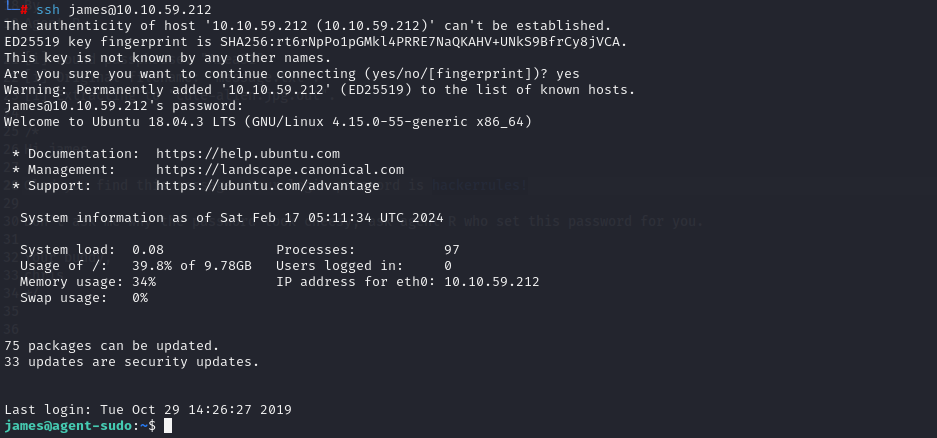 └─# ssh james@10.10.59.212
The authenticity of host '10.10.59.212 (10.10.59.212)' can't be established.
ED25519 key fingerprint is SHA256:rt6rNpPo1pGMkl4PRRE7NaQKAHV+UNkS9BfrCy8jVCA.
This key is not known by any other names.
Are you sure you want to continue connecting (yes/no/[fingerprint])? yes
Warning: Permanently added '10.10.59.212' (ED25519) to the list of known hosts.
james@10.10.59.212's password:
Welcome to Ubuntu 18.04.3 LTS (GNU/Linux 4.15.0-55-generic x86_64)
* Documentation:  https://help.ubuntu.com
* Management:     https://landscape.canonical.com
* Support:        https://ubuntu.com/advantage
System information as of Sat Feb 17 05:11:34 UTC 2024
System load:  0.08              Processes:           97
Usage of /:   39.8% of 9.78GB   Users logged in:     0
Memory usage: 34%               IP address for eth0: 10.10.59.212
Swap usage:   0%
75 packages can be updated.
33 updates are security updates.
Last login: Tue Oct 29 14:26:27 2019
james@agent-sudo:~$